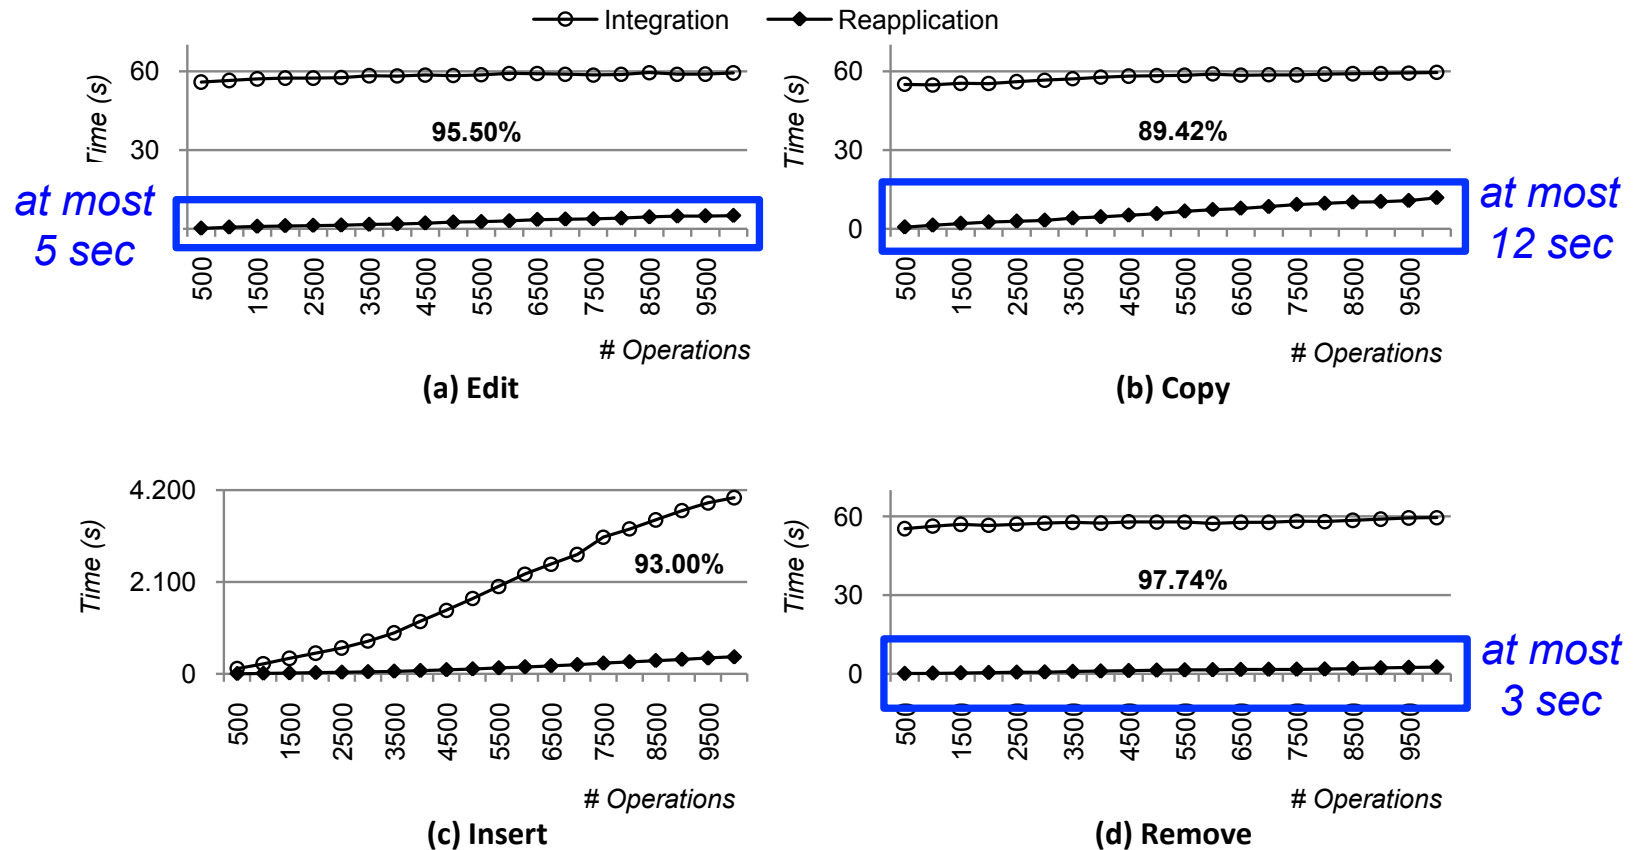 Integration Reapplication
60
30
Time (s)
95.50%
at most
5 sec
500 1500 2500 3500 4500 5500 6500 7500 8500 9500
# Operations
(a) Edit
60
30
0
Time (s)
89.42%
at most
12 sec
500 1500 2500 3500 4500 5500 6500 7500 8500 9500
# Operations
(b) Copy
4.200
2.100
0
Time (s)
93.00%
500 1500 2500 3500 4500 5500 6500 7500 8500 9500
# Operations
(c) Insert
60
30
0
Time (s)
97.74%
at most
3 sec
500 1500 2500 3500 4500 5500 6500 7500 8500 9500
# Operations
(d) Remove